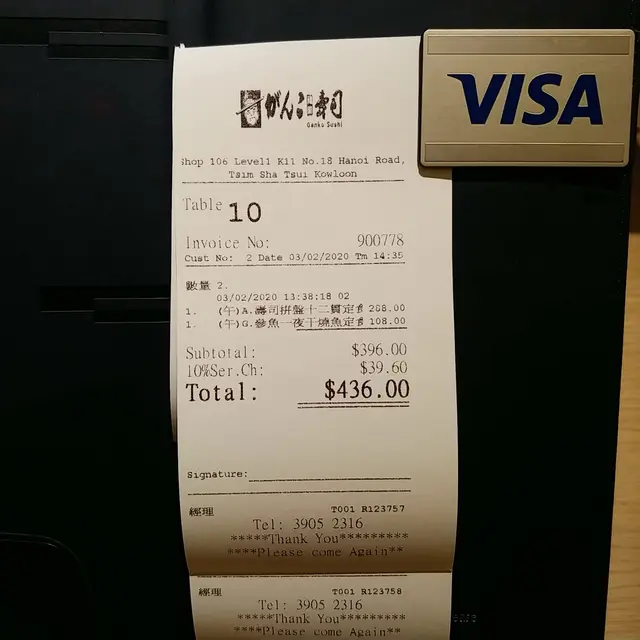 がんこ寿司
Ganko Sushi
VISA
Shop 106 Level1 K11 No.18 Hanoi Road,
Tsim Sha Tsui Kowloon
Table 10
Invoice No: 900778
Cust No: 2 Date 03/02/2020 Tm 14:35
數量 2.
03/02/2020 13:38:18 02
1. (午)A.壽司拼盤十二貫定食 288.00
1. (午)G.參魚一夜干燒魚定食 108.00
Subtotal: $396.00
10%Ser.Ch: $39.60
Total: $436.00
Signature:
經理 T001 R123757
Tel: 3905 2316
*****Thank You*********
****Please come Again**
經理 T001 R123758
Tel: 3905 2316
*****Thank You*********
****Please come Again**